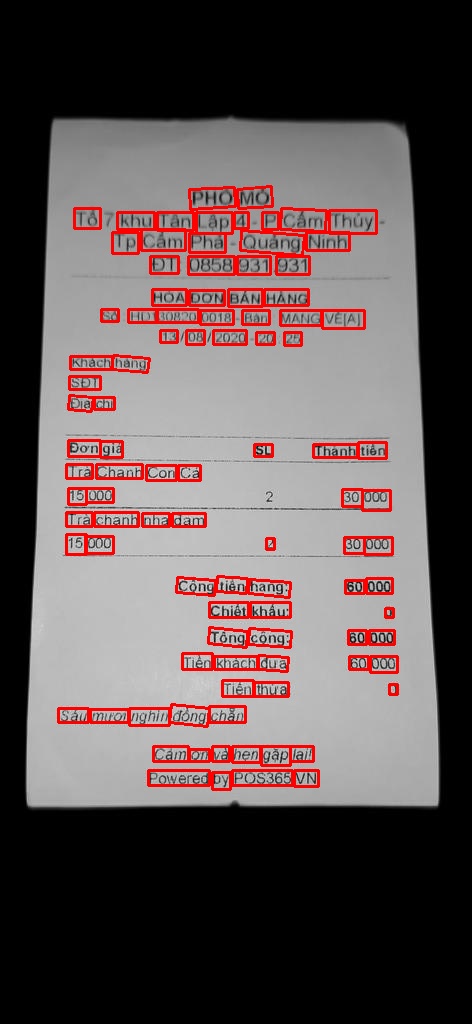 PHỐ MỎ
Tổ 7 khu Tân Lập 4 - P Cẩm Thủy -
Tp Cẩm Phả - Quảng Ninh
ĐT: 0858 931 931
HÓA ĐƠN BÁN HÀNG
Số: HD130820.0018 - Bàn: MANG VỀ[A]
13/08/2020 20:25
Khách hàng
SĐT
Địa chỉ
Đơn giá SL Thành tiền
Trà Chanh Con Cá
15,000 2 30,000
Trà chanh nha đam
15,000 2 30,000
Cộng tiền hàng: 60,000
Chiết khấu: 0
Tổng cộng: 60,000
Tiền khách đưa: 60,000
Tiền thừa: 0
Sáu mươi nghìn đồng chẵn
Cám ơn và hẹn gặp lại!
Powered by POS365.VN